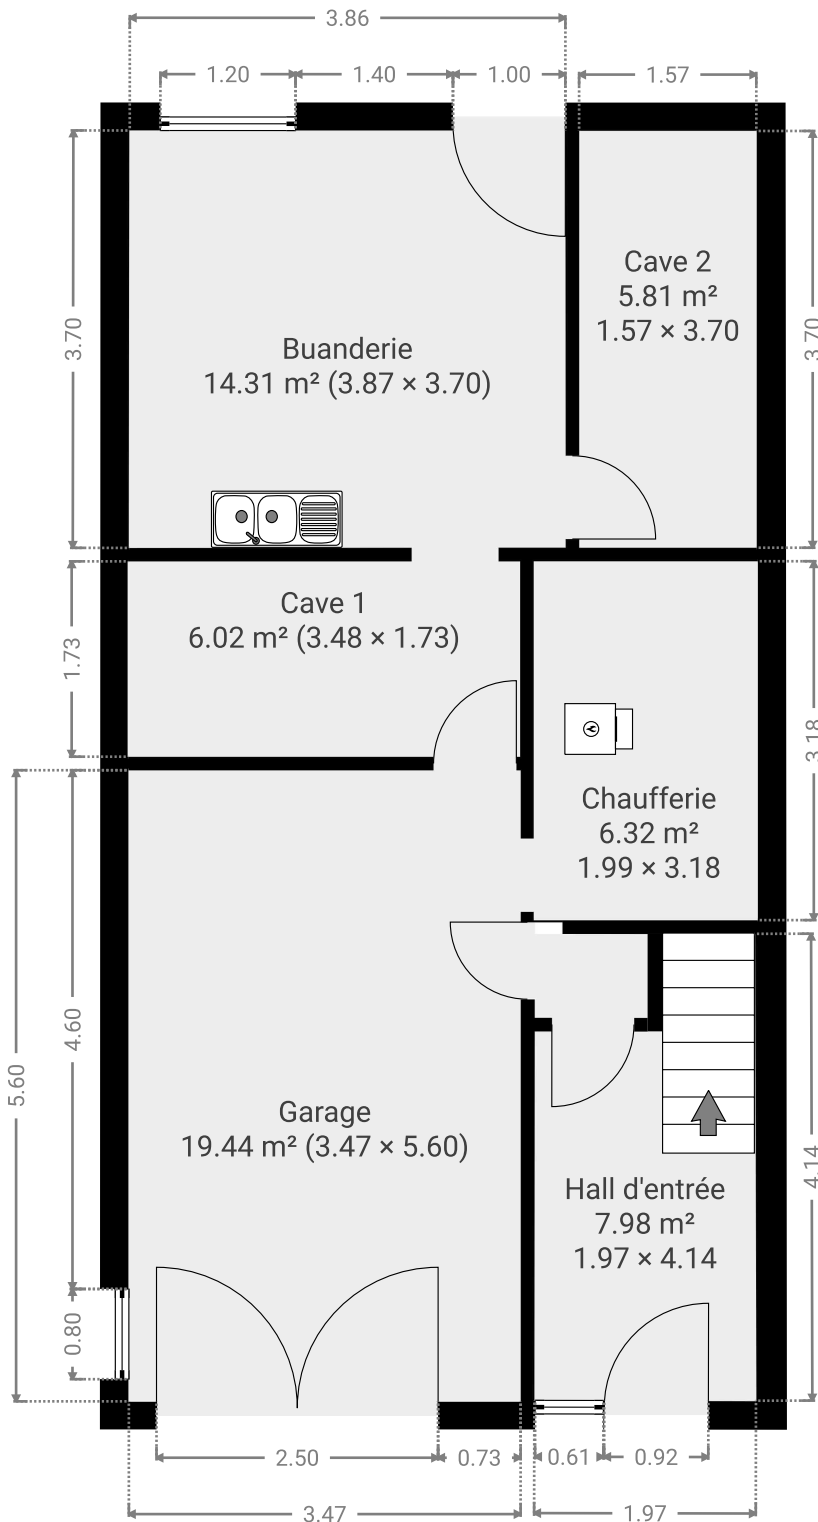 3.86
1.20
1.40
1.00
1.57
3.70
3.70
Cave 2
5.81 m²
1.57 × 3.70
Buanderie
14.31 m² (3.87 × 3.70)
1.73
Cave 1
6.02 m² (3.48 × 1.73)
3.18
Chaufferie
6.32 m²
1.99 × 3.18
5.60
4.60
Garage
19.44 m² (3.47 × 5.60)
4.14
Hall d'entrée
7.98 m²
1.97 × 4.14
0.80
2.50
0.73
0.61
0.92
3.47
1.97